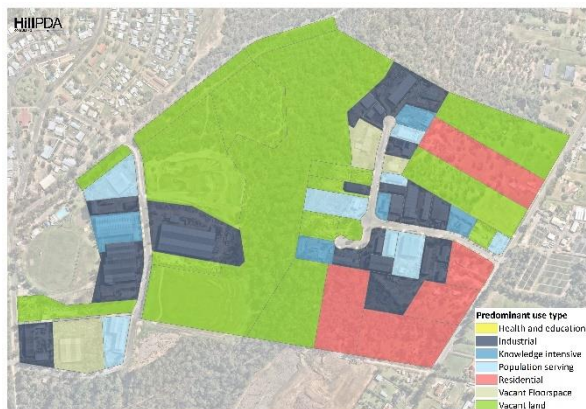 HillPDA
Predominant use type
Health and education
Industrial
Knowledge intensive
Population serving
Residential
Vacant Floorspace
Vacant land